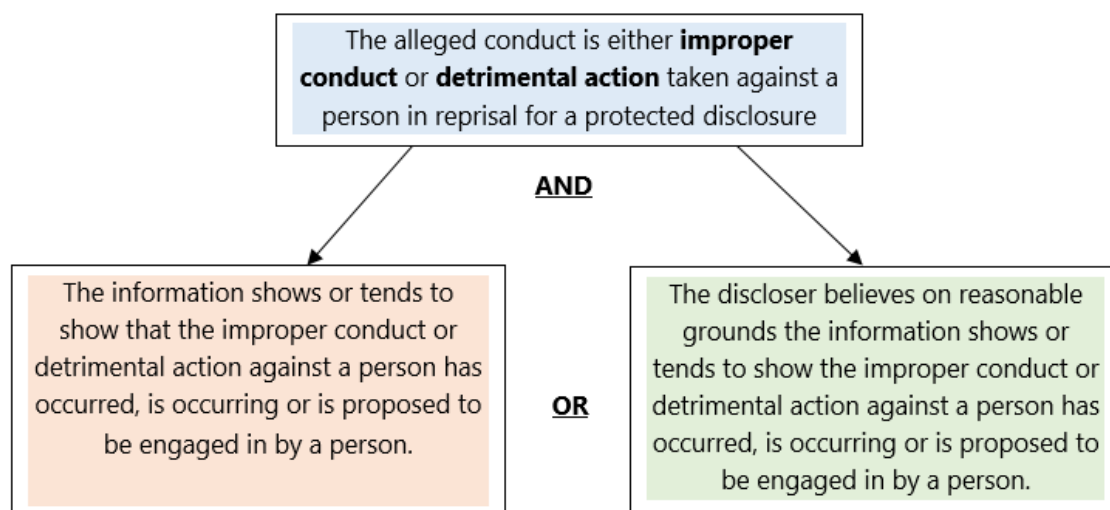 The alleged conduct is either improper
conduct or detrimental action taken against a
person in reprisal for a protected disclosure
AND
The information shows or tends to
show that the improper conduct or
detrimental action against a person has
occurred, is occurring or is proposed to
be engaged in by a person.
OR
The discloser believes on reasonable
grounds the information shows or
tends to show the improper conduct or
detrimental action against a person has
occurred, is occurring or is proposed to
be engaged in by a person.